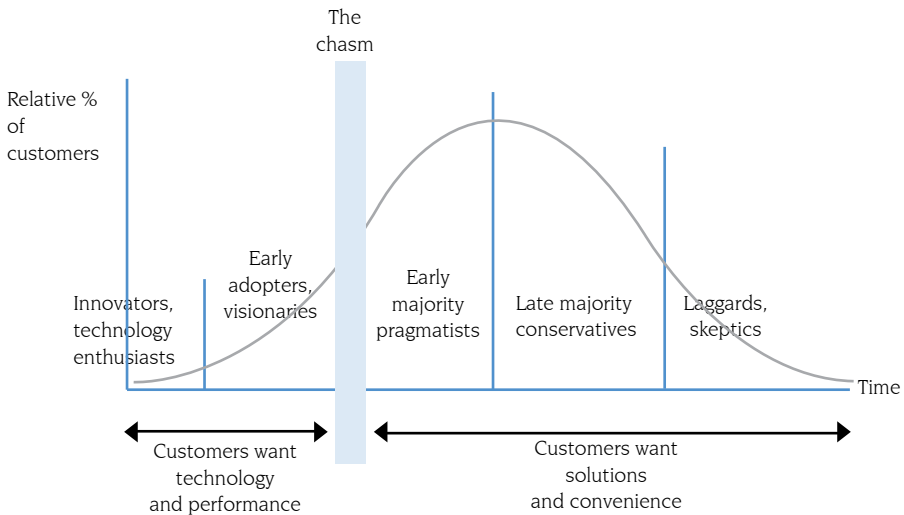 The
chasm
Relative %
of
customers
Innovators,
technology
enthusiasts
Early
adopters,
visionaries
Early
majority
pragmatists
Late majority
conservatives
Laggards,
skeptics
Time
Customers want
technology
and performance
Customers want
solutions
and convenience